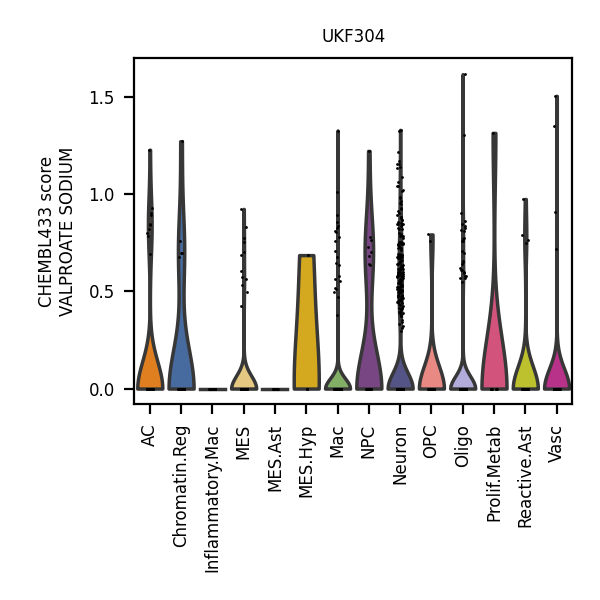 UKF304
CHEMBL433 score
VALPROATE SODIUM
1.5
1.0
0.5
0.0
AC
Chromatin.Reg
Inflammatory.Mac
MES
MES.Ast
MES.Hyp
Mac
NPC
Neuron
OPC
Oligo
Prolif.Metab
Reactive.Ast
Vasc